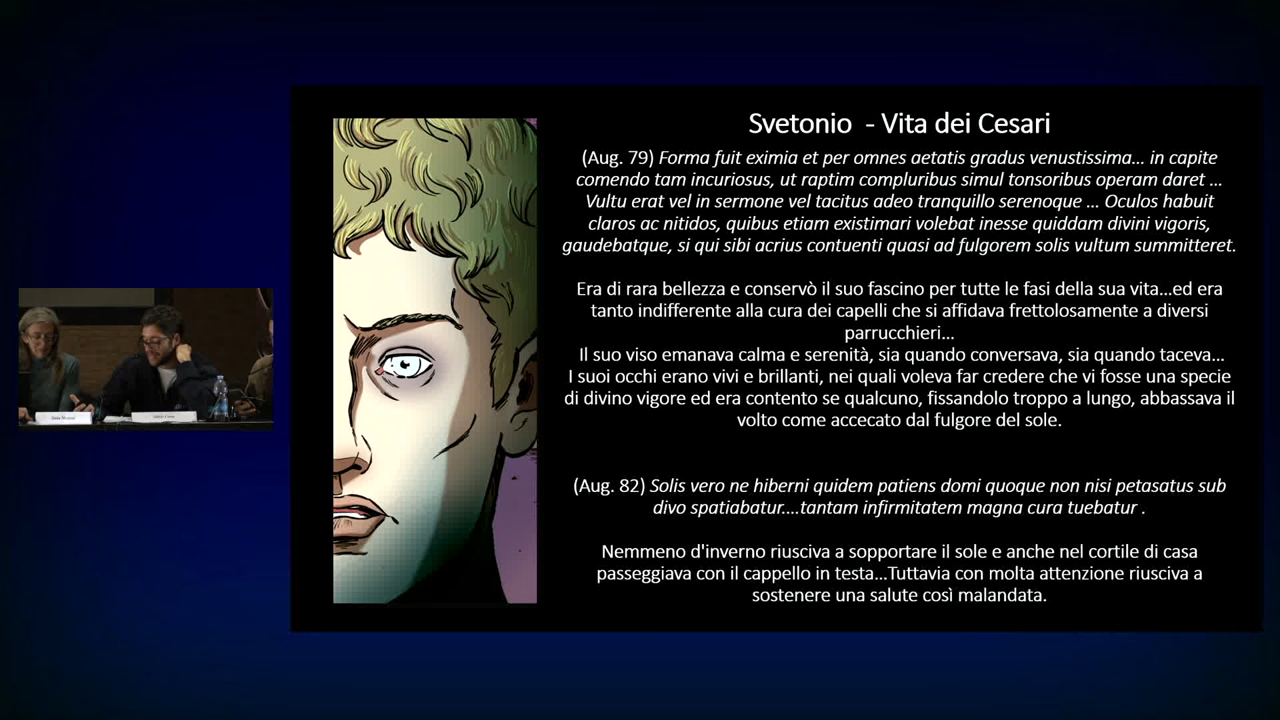 Svetonio - Vita dei Cesari
(Aug. 79) Forma fuit eximia et per omnes aetatis gradus venustissima... in capite
comendo tam incuriosus, ut raptim compluribus simul tonsoribus operam daret ...
Vultu erat vel in sermone vel tacitus adeo tranquillo serenoque ... Oculos habuit
claros ac nitidos, quibus etiam existimari volebat inesse quiddam divini vigoris,
gaudebatque, si qui sibi acrius contuenti quasi ad fulgorem solis vultum summitteret.
Era di rara bellezza e conservò il suo fascino per tutte le fasi della sua vita...ed era
tanto indifferente alla cura dei capelli che si affidava frettolosamente a diversi
parrucchieri...
Il suo viso emanava calma e serenità, sia quando conversava, sia quando taceva...
I suoi occhi erano vivi e brillanti, nei quali voleva far credere che vi fosse una specie
di divino vigore ed era contento se qualcuno, fissandolo troppo a lungo, abbassava il
volto come accecato dal fulgore del sole.
(Aug. 82) Solis vero ne hiberni quidem patiens domi quoque non nisi petasatus sub
divo spatiabatur....tantam infirmitatem magna cura tuebatur .
Nemmeno d'inverno riusciva a sopportare il sole e anche nel cortile di casa
passeggiava con il cappello in testa...Tuttavia con molta attenzione riusciva a
sostenere una salute così malandata.